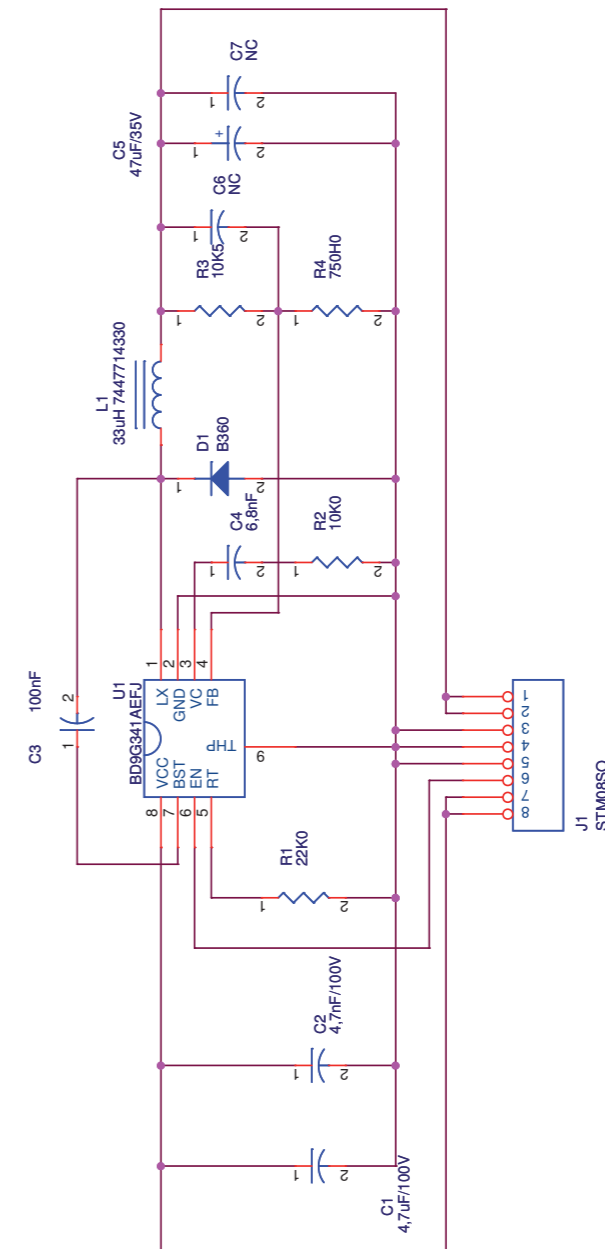 C7
NC
1
2
C5
47uF/35V
1
+
2
C6
NC
1
2
R3
10K5
1
2
R4
750H0
1
2
L1
33uH 7447714330
D1
B360
1
2
C4
6,8nF
1
2
R2
10K0
1
2
C3
100nF
1
2
U1
BD9G341AEFJ
1
2
3
4
LX
GND
VC
FB
THP
9
VCC
BST
EN
RT
8
7
6
5
R1
22K0
1
2
C2
4,7nF/100V
1
2
C1
4,7uF/100V
1
2
1
2
3
4
5
6
7
8
J1
STM08SO